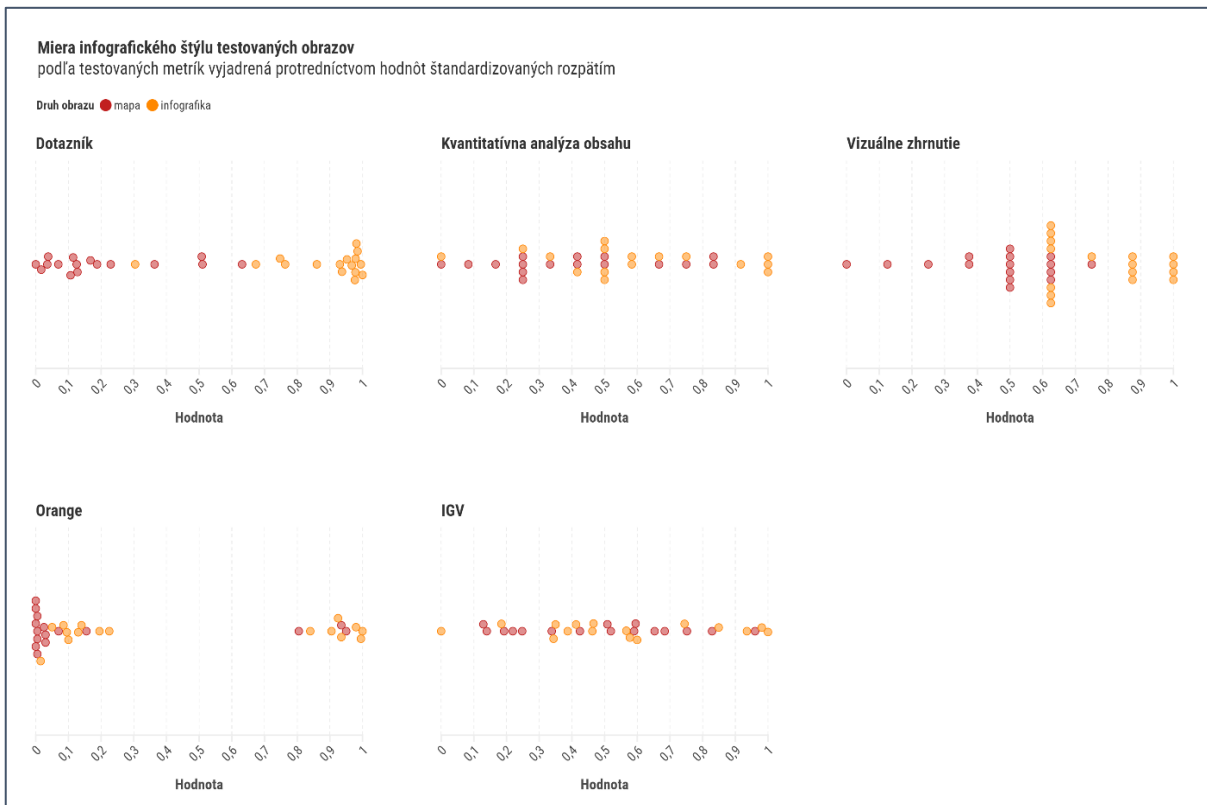 Miera infografického štýlu testovaných obrazov
podľa testovaných metrík vyjadrená protredníctvom hodnôt štandardizovaných rozpätím
Druh obrazu mapa infografika
Dotazník
0 0,1 0,2 0,3 0,4 0,5 0,6 0,7 0,8 0,9 1
Hodnota
Kvantitatívna analýza obsahu
0 0,1 0,2 0,3 0,4 0,5 0,6 0,7 0,8 0,9 1
Hodnota
Vizuálne zhrnutie
0 0,1 0,2 0,3 0,4 0,5 0,6 0,7 0,8 0,9 1
Hodnota
Orange
0 0,1 0,2 0,3 0,4 0,5 0,6 0,7 0,8 0,9 1
Hodnota
IGV
0 0,1 0,2 0,3 0,4 0,5 0,6 0,7 0,8 0,9 1
Hodnota